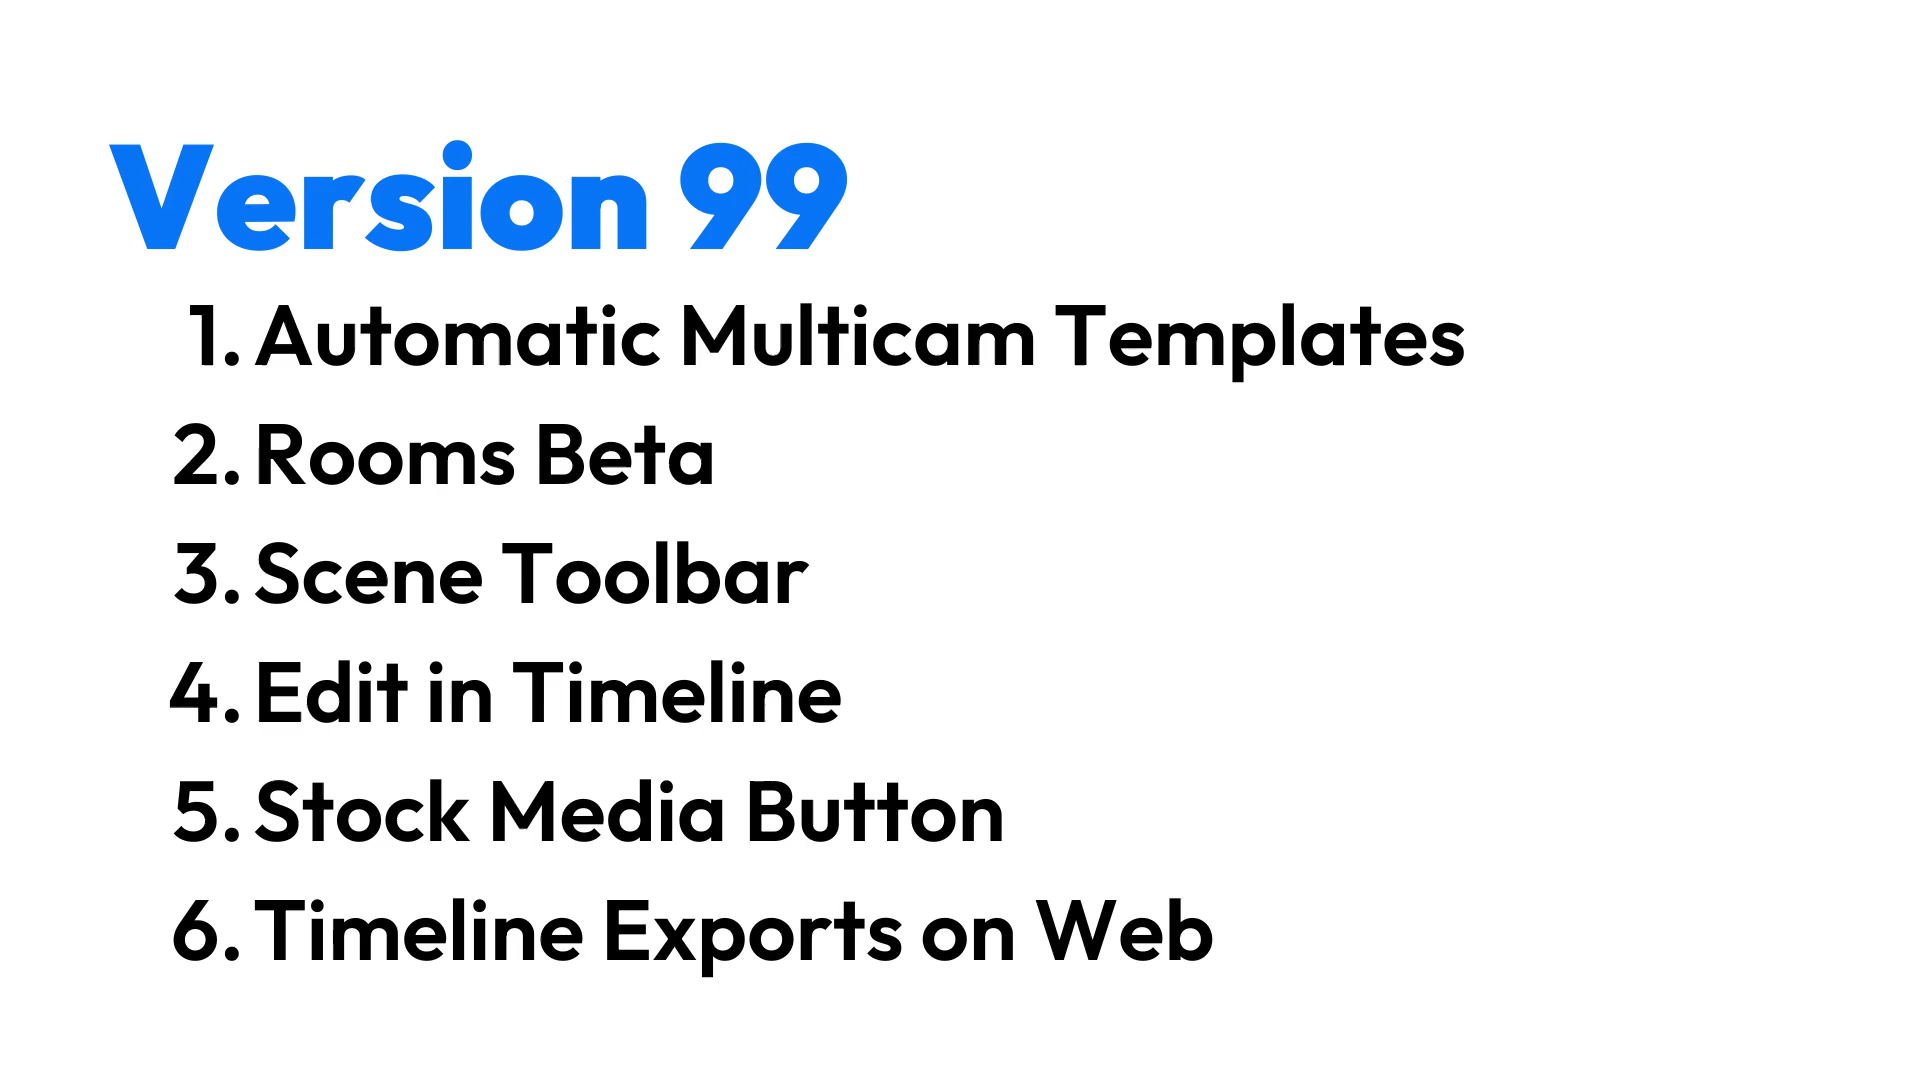 Version 99
1. Automatic Multicam Templates
2. Rooms Beta
3. Scene Toolbar
4. Edit in Timeline
5. Stock Media Button
6. Timeline Exports on Web